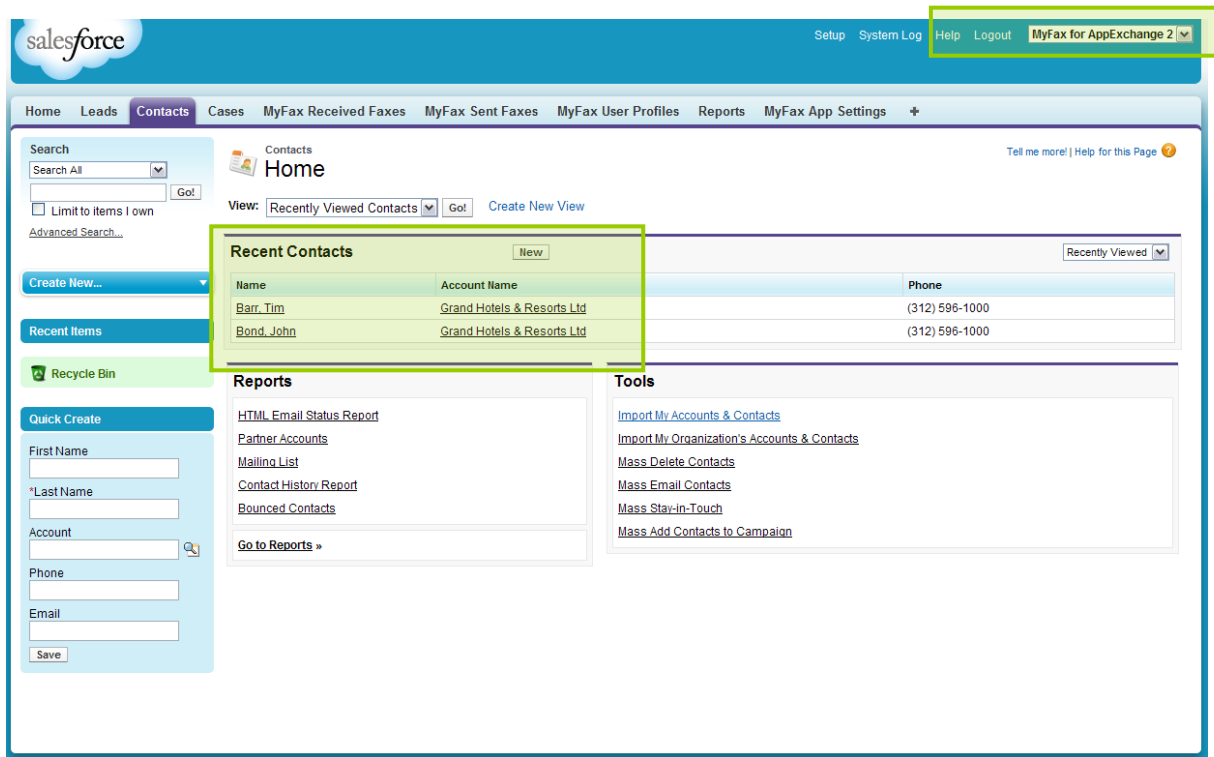 salesforce
Setup System Log Help Logout MyFax for AppExchange 2
Home Leads Contacts Cases MyFax Received Faxes MyFax Sent Faxes MyFax User Profiles Reports MyFax App Settings +
Search
Search All
Go!
Limit to items I own
Advanced Search...
Create New...
Recent Items
Recycle Bin
Quick Create
First Name
*Last Name
Account
Phone
Email
Save
Contacts
Home
Tell me more! | Help for this Page ?
View: Recently Viewed Contacts Go! Create New View
Recent Contacts New Recently Viewed
Name Account Name Phone
Barr, Tim Grand Hotels & Resorts Ltd (312) 596-1000
Bond, John Grand Hotels & Resorts Ltd (312) 596-1000
Reports
HTML Email Status Report
Partner Accounts
Mailing List
Contact History Report
Bounced Contacts
Go to Reports »
Tools
Import My Accounts & Contacts
Import My Organization's Accounts & Contacts
Mass Delete Contacts
Mass Email Contacts
Mass Stay-in-Touch
Mass Add Contacts to Campaign